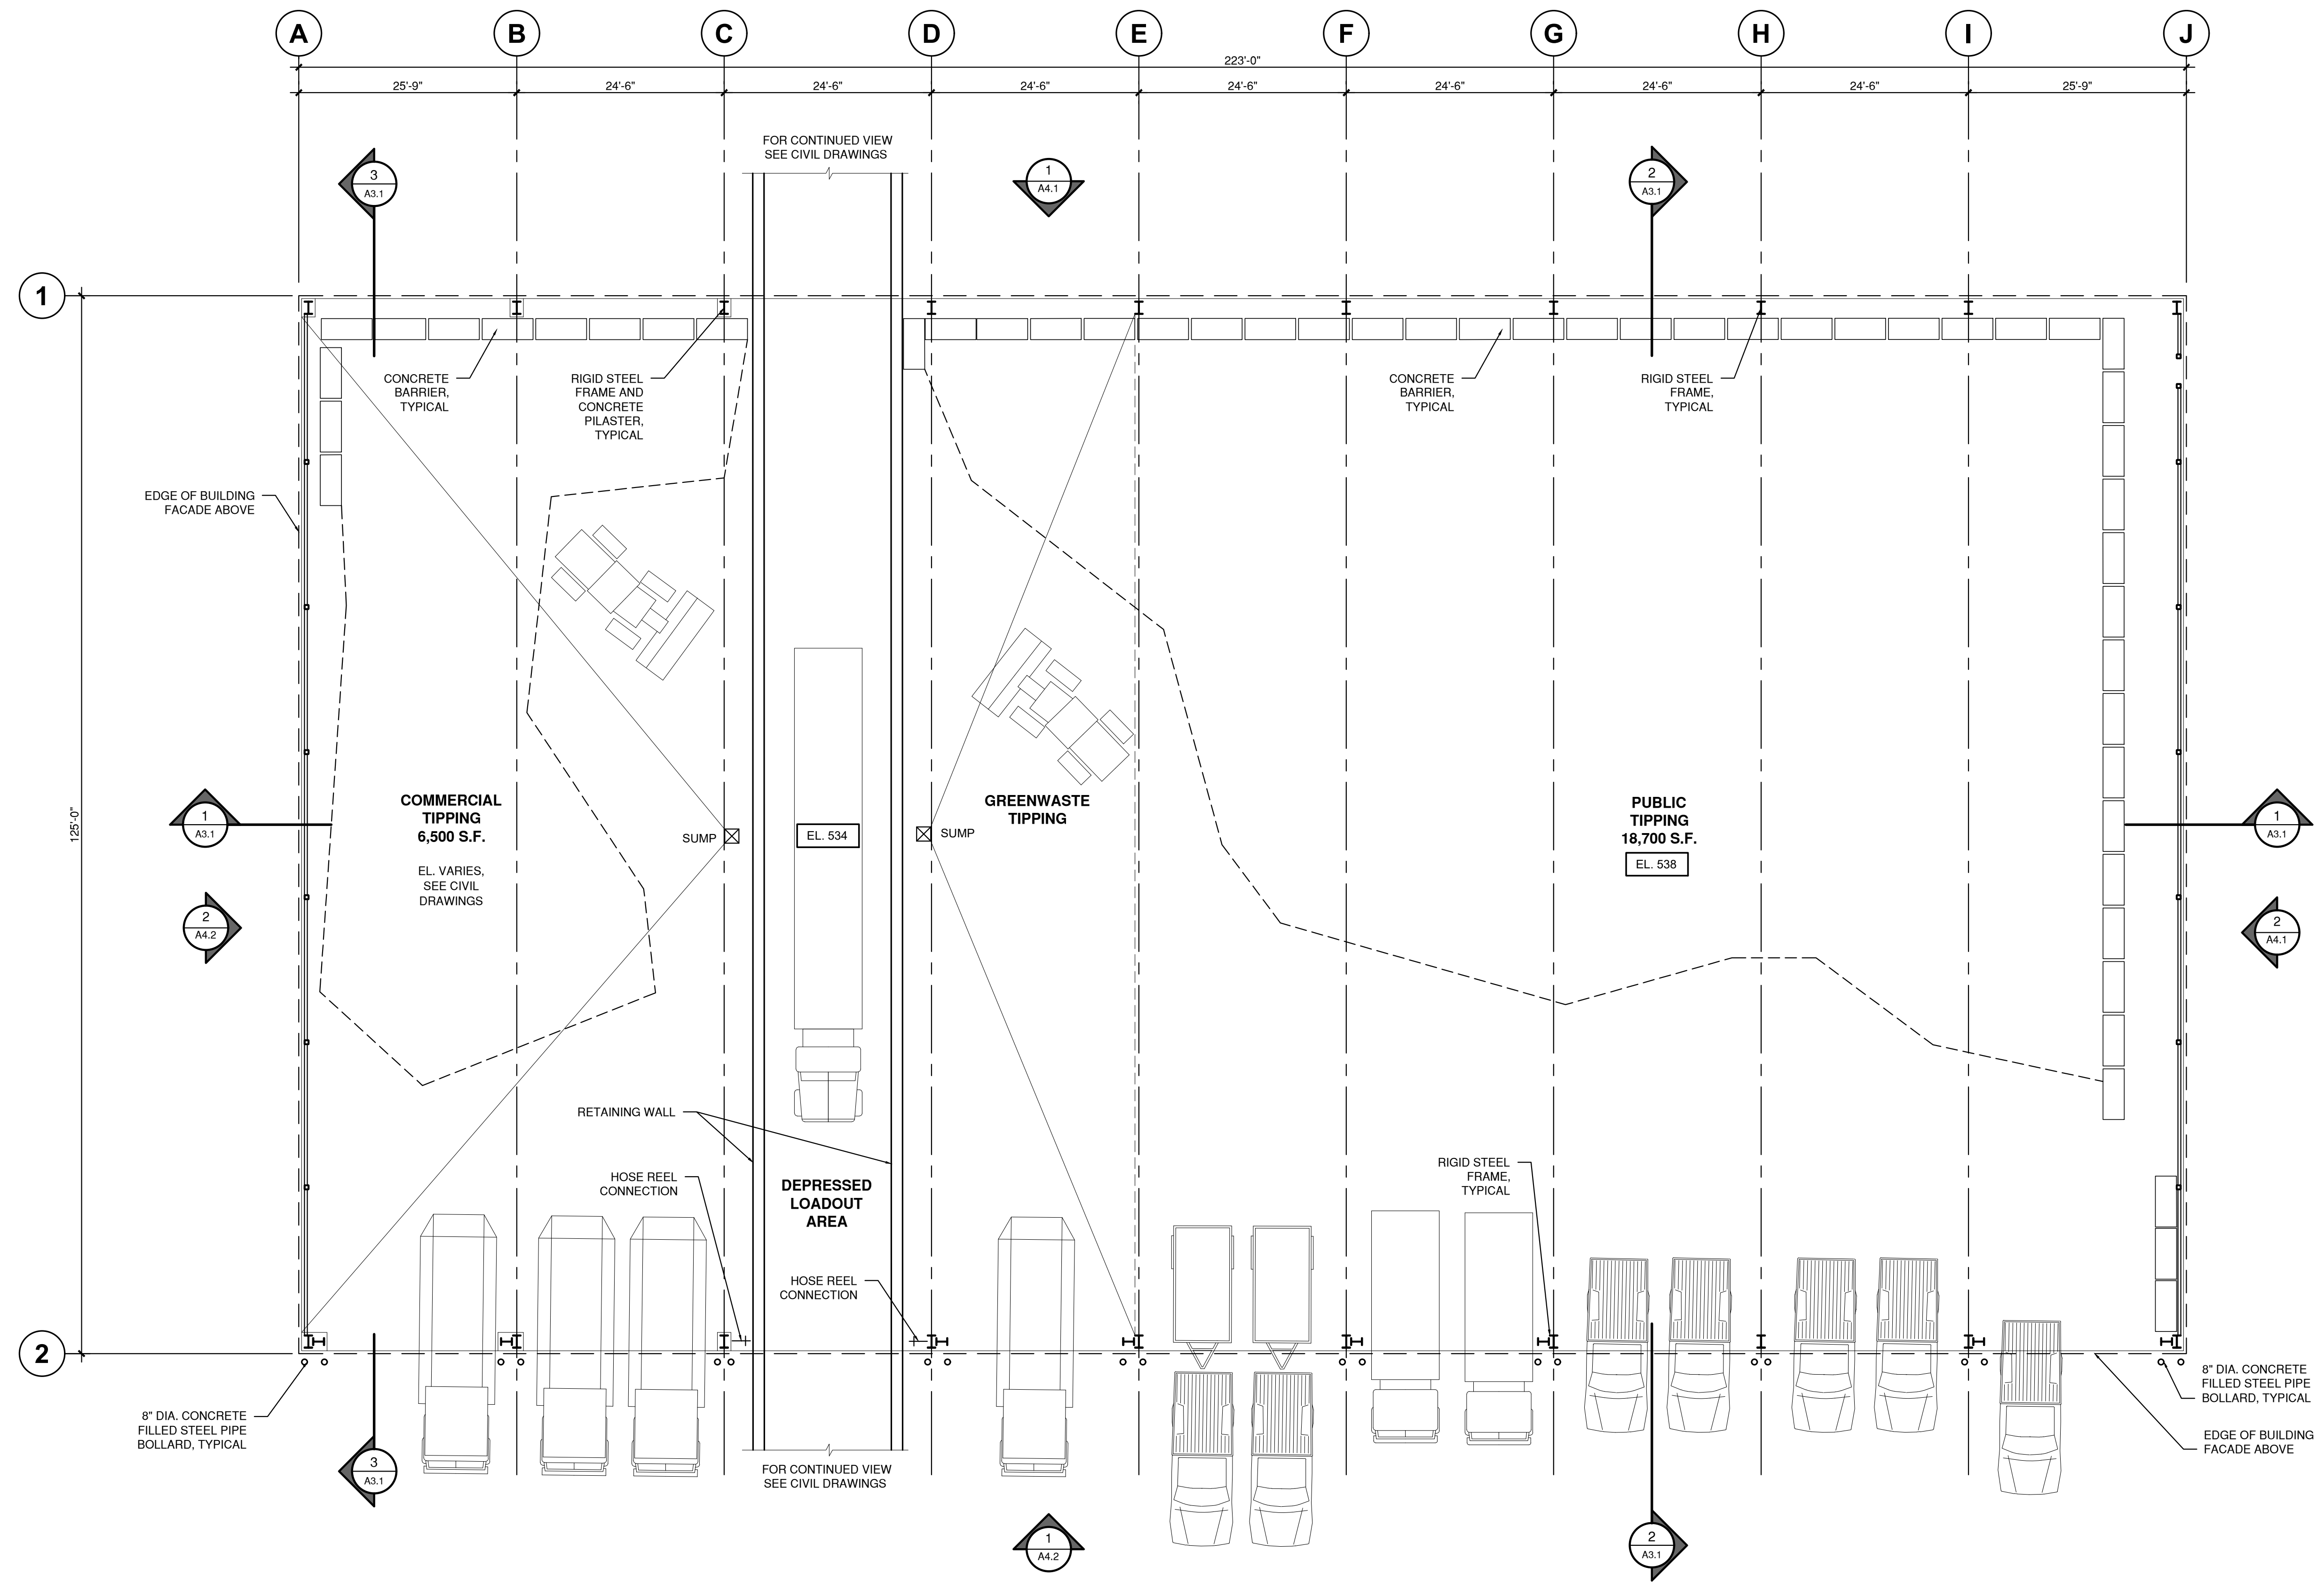 A
B
C
D
E
F
G
H
I
J
223'-0"
25'-9"
24'-6"
24'-6"
24'-6"
24'-6"
24'-6"
24'-6"
24'-6"
25'-9"
FOR CONTINUED VIEW
SEE CIVIL DRAWINGS
3
A3.1
1
A4.1
2
A3.1
1
CONCRETE
BARRIER,
TYPICAL
RIGID STEEL
FRAME AND
CONCRETE
PILASTER,
TYPICAL
CONCRETE
BARRIER,
TYPICAL
RIGID STEEL
FRAME,
TYPICAL
EDGE OF BUILDING
FACADE ABOVE
125'-0"
1
A3.1
2
A4.2
COMMERCIAL
TIPPING
6,500 S.F.
EL. VARIES,
SEE CIVIL
DRAWINGS
SUMP
EL. 534
SUMP
GREENWASTE
TIPPING
PUBLIC
TIPPING
18,700 S.F.
EL. 538
1
A3.1
2
A4.1
RETAINING WALL
HOSE REEL
CONNECTION
DEPRESSED
LOADOUT
AREA
HOSE REEL
CONNECTION
RIGID STEEL
FRAME,
TYPICAL
2
8" DIA. CONCRETE
FILLED STEEL PIPE
BOLLARD, TYPICAL
8" DIA. CONCRETE
FILLED STEEL PIPE
BOLLARD, TYPICAL
EDGE OF BUILDING
FACADE ABOVE
3
A3.1
FOR CONTINUED VIEW
SEE CIVIL DRAWINGS
1
A4.2
2
A3.1